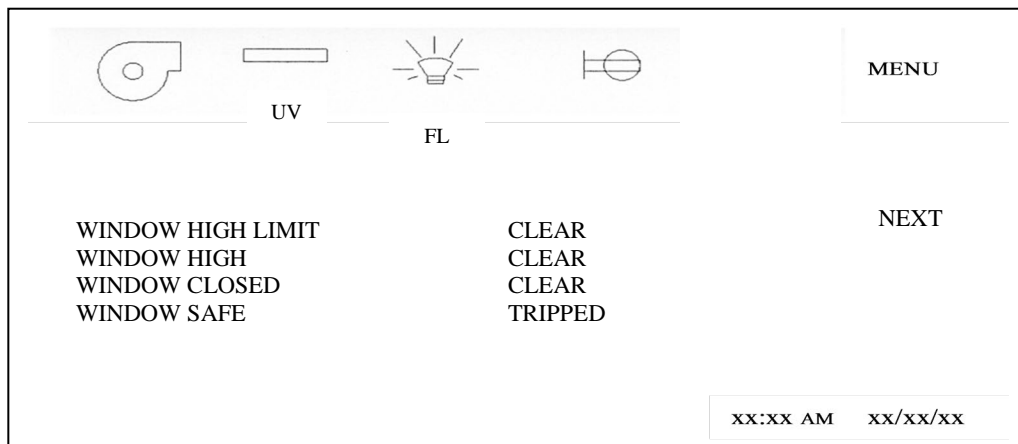 MENU
UV
FL
NEXT
WINDOW HIGH LIMIT CLEAR
WINDOW HIGH CLEAR
WINDOW CLOSED CLEAR
WINDOW SAFE TRIPPED
xx:xx AM xx/xx/xx